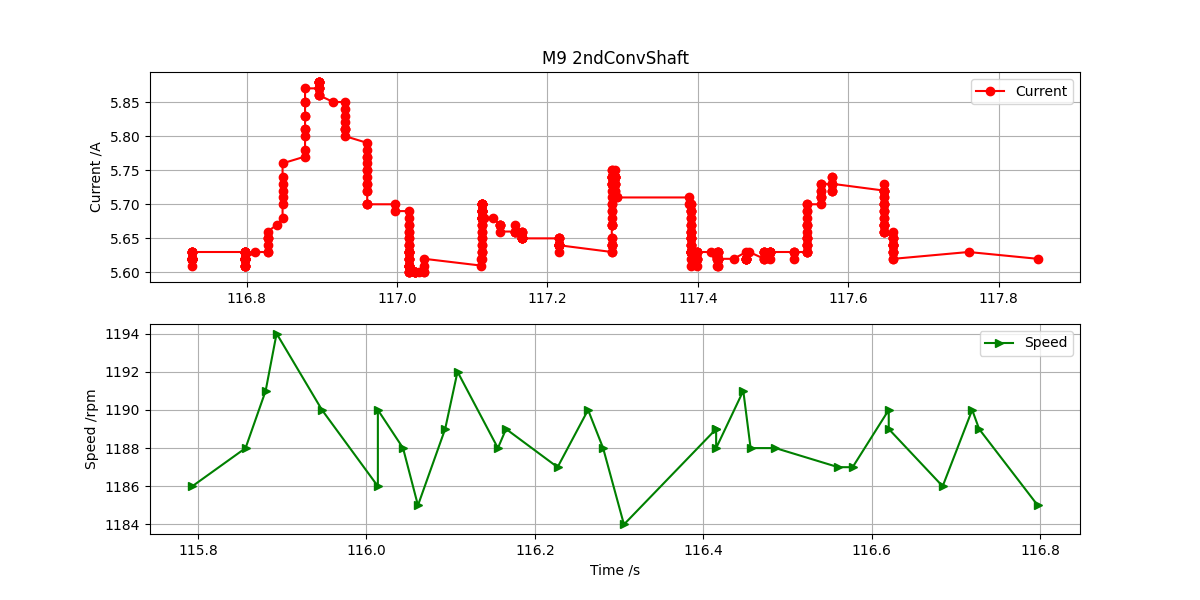 M9 2ndConvShaft
Current /A
5.85
5.80
5.75
5.70
5.65
5.60
Current
116.8 117.0 117.2 117.4 117.6 117.8
Speed /rpm
1194
1192
1190
1188
1186
1184
Speed
115.8 116.0 116.2 116.4 116.6 116.8
Time /s